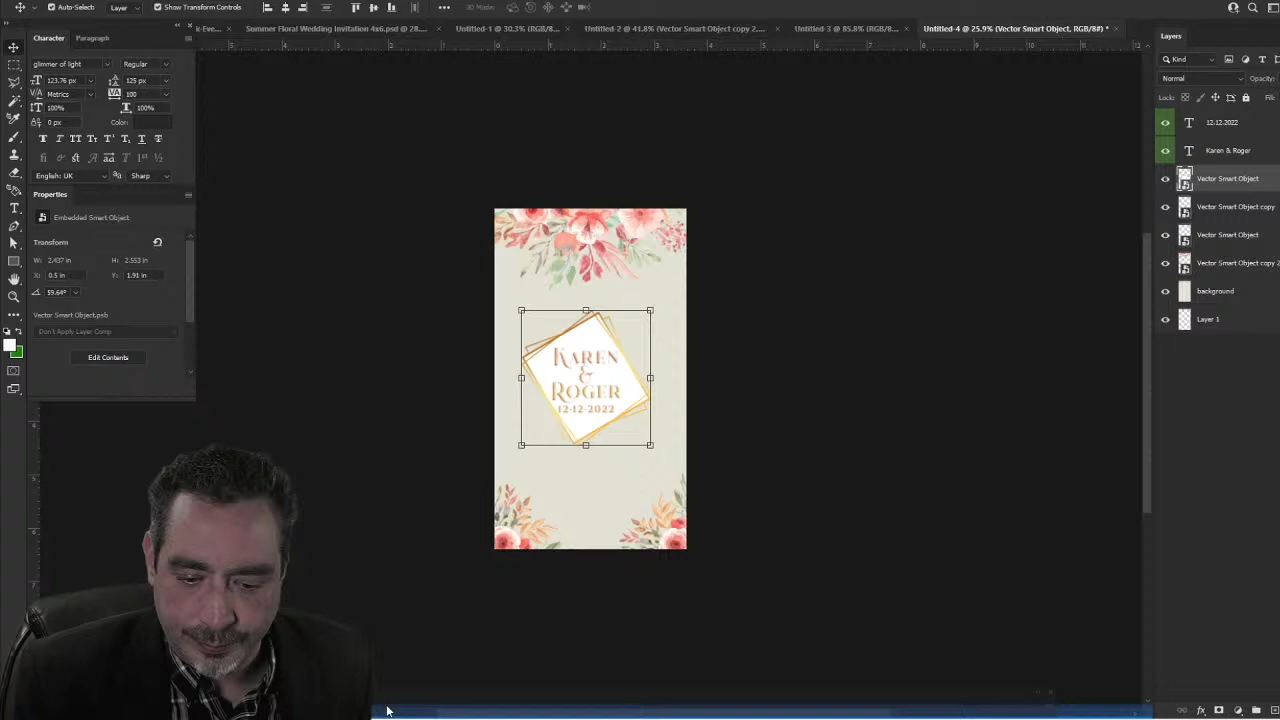 Auto-Select:
Layer
Show Transform Controls
3D Mode:
k-Eve...
Summer Floral Wedding Invitation 4x6.psd @ 28....
Untitled-1 @ 30.3% (RGB/8...
Untitled-2 @ 41.8% (Vector Smart Object copy 2,...
Untitled-3 @ 85.8% (RGB/8...
Untitled-4 @ 25.9% (Vector Smart Object, RGB/8#) *
Character
Paragraph
glimmer of light
Regular
123.76 px
125 px
Metrics
100
100%
100%
0 px
Color:
English: UK
Sharp
Properties
Embedded Smart Object
Transform
W: 2.437 in
H: 2.553 in
X: 0.5 in
Y: 1.91 in
59.64°
Vector Smart Object.psb
Don't Apply Layer Comp
Edit Contents
Karen
&
Roger
12-12-2022
Layers
Kind
Normal
Opacity:
Lock:
12-12-2022
Karen & Roger
Vector Smart Object
Vector Smart Object copy
Vector Smart Object
Vector Smart Object copy 2
background
Layer 1